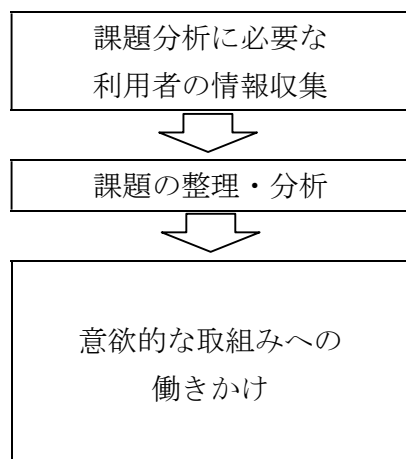 課題分析に必要な
利用者の情報収集
課題の整理・分析
意欲的な取組みへの
働きかけ